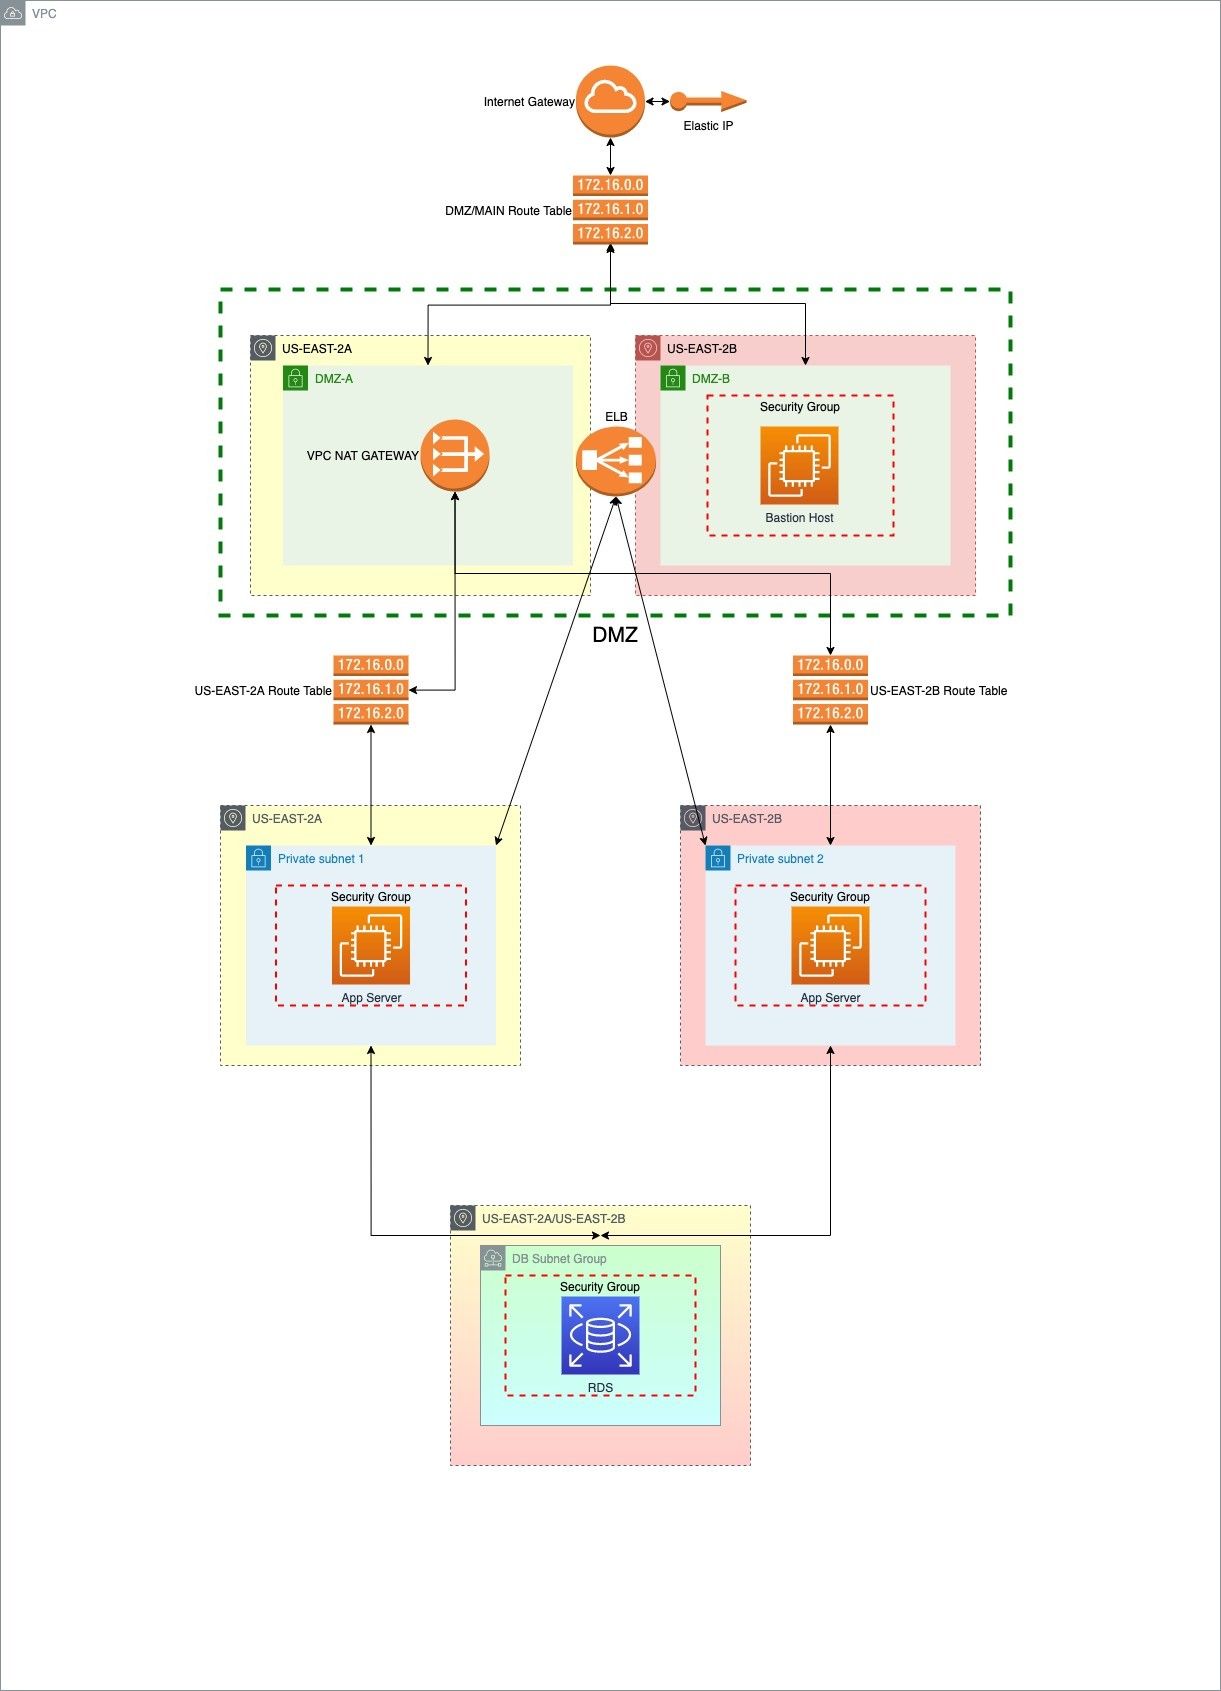 VPC
Internet Gateway
Elastic IP
172.16.0.0
DMZ/MAIN Route Table
172.16.1.0
172.16.2.0
US-EAST-2A
US-EAST-2B
DMZ-A
DMZ-B
Security Group
ELB
VPC NAT GATEWAY
Bastion Host
DMZ
172.16.0.0
US-EAST-2A Route Table
172.16.1.0
172.16.2.0
172.16.0.0
172.16.1.0
US-EAST-2B Route Table
172.16.2.0
US-EAST-2A
Private subnet 1
Security Group
App Server
US-EAST-2B
Private subnet 2
Security Group
App Server
US-EAST-2A/US-EAST-2B
DB Subnet Group
Security Group
RDS